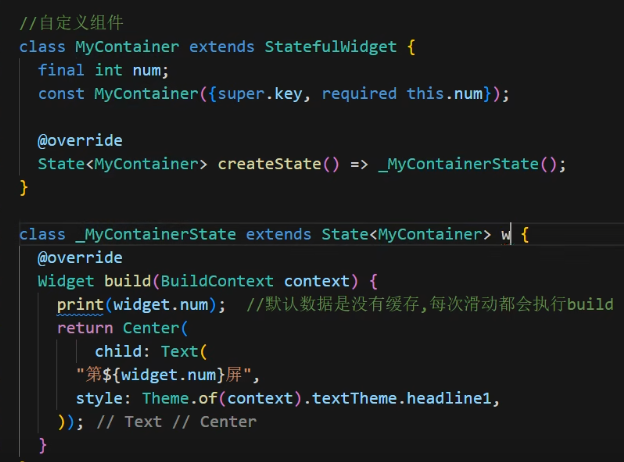 //自定义组件
class MyContainer extends StatefulWidget {
  final int num;
  const MyContainer({super.key, required this.num});

  @override
  State<MyContainer> createState() => _MyContainerState();
}

class _MyContainerState extends State<MyContainer> w {
  @override
  Widget build(BuildContext context) {
    print(widget.num);  //默认数据是没有缓存,每次滑动都会执行build
    return Center(
        child: Text(
      "第${widget.num}屏",
      style: Theme.of(context).textTheme.headline1,
    )); // Text // Center
  }